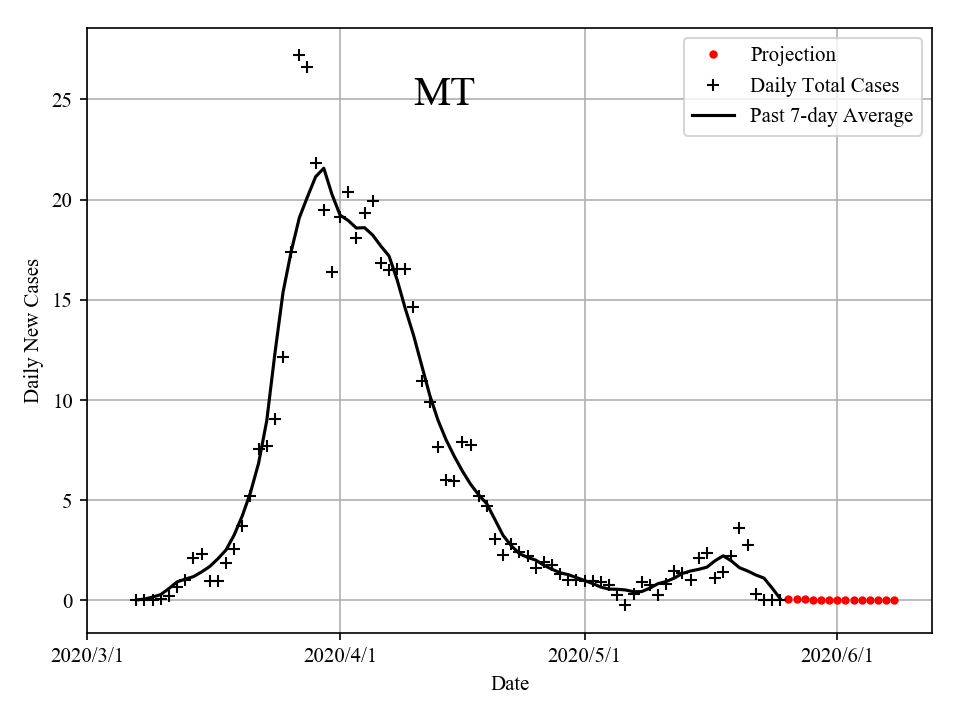 MT
Projection
Daily Total Cases
Past 7-day Average
Daily New Cases
25
20
15
10
5
0
2020/3/1
2020/4/1
2020/5/1
2020/6/1
Date